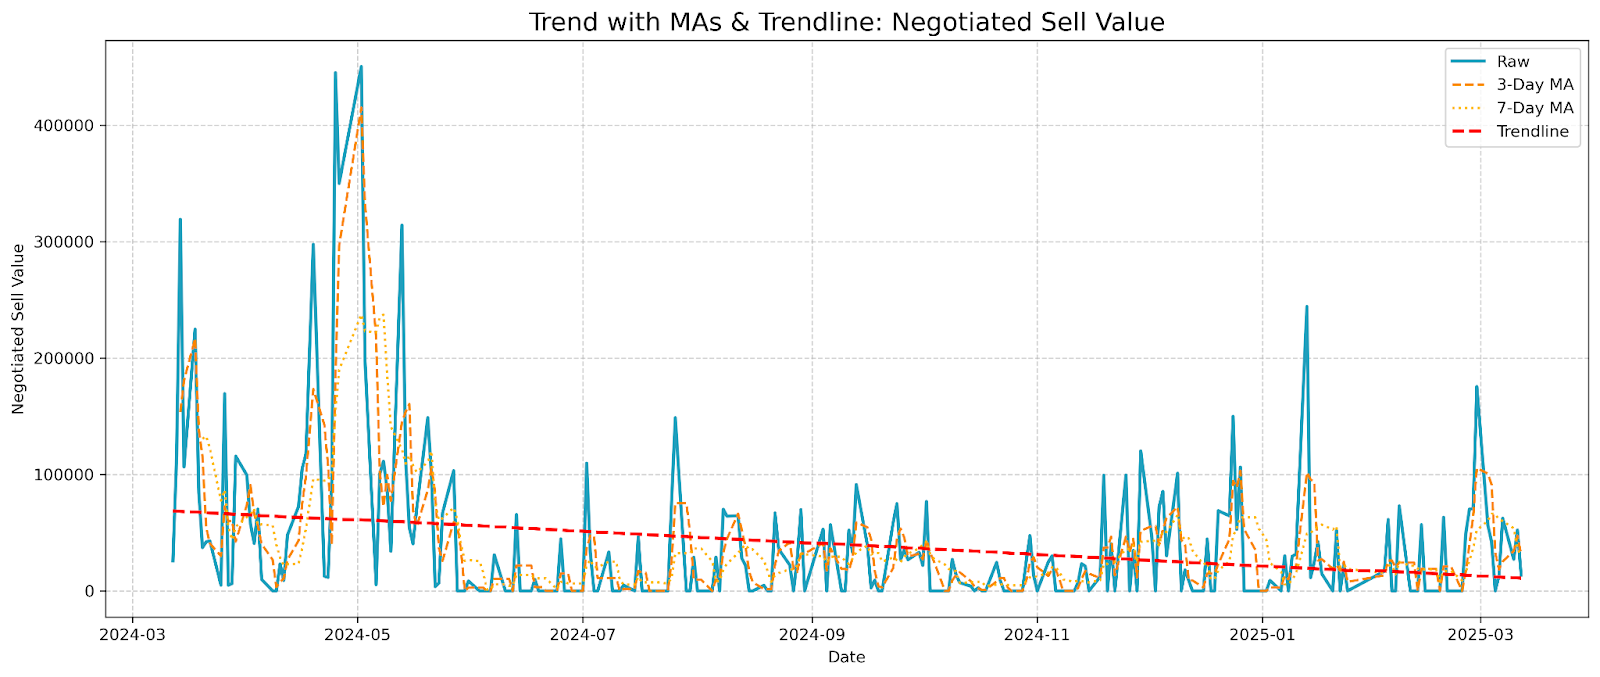 Trend with MAs & Trendline: Negotiated Sell Value
Raw
3-Day MA
7-Day MA
Trendline
Negotiated Sell Value
400000
300000
200000
100000
0
2024-03
2024-05
2024-07
2024-09
2024-11
2025-01
2025-03
Date